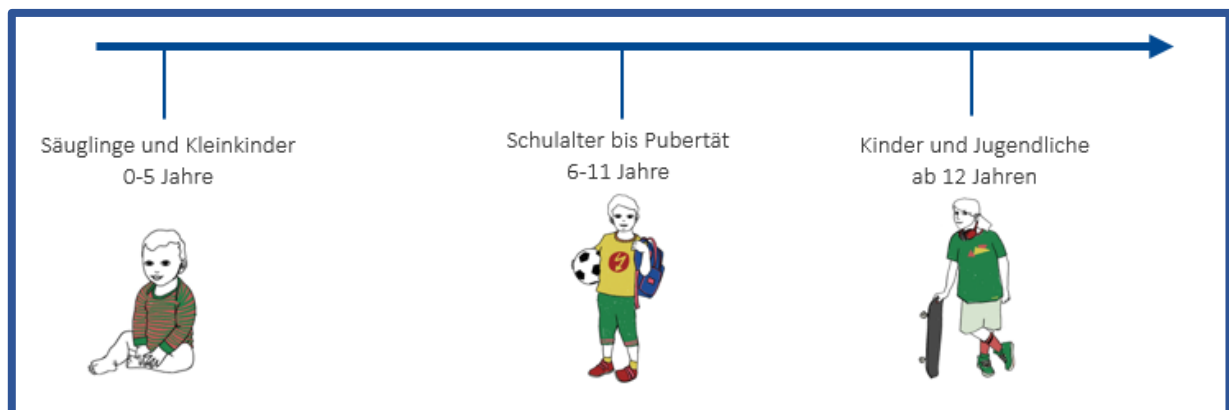 Säuglinge und Kleinkinder
0-5 Jahre
Schulalter bis Pubertät
6-11 Jahre
Kinder und Jugendliche
ab 12 Jahren